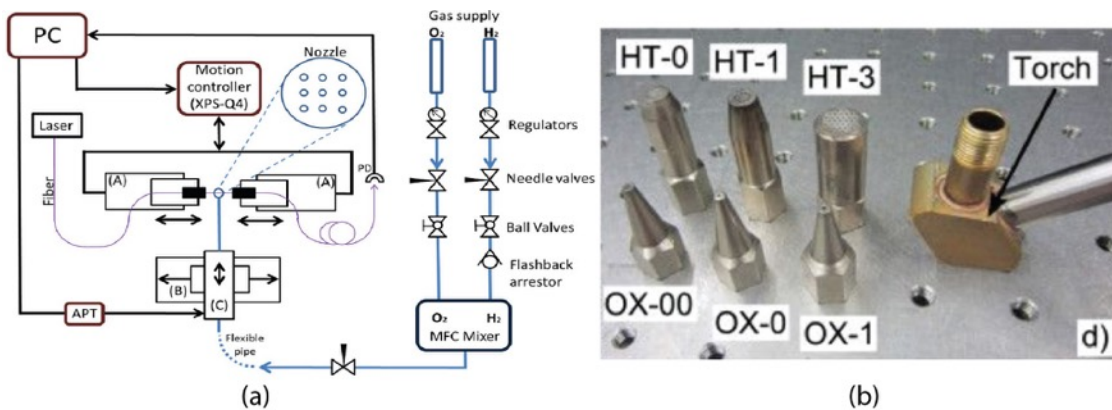 PC
Motion
controller
(XPS-Q4)
Laser
Fiber
(A)
(A)
PD
Nozzle
Gas supply
O₂ H₂
Regulators
Needle valves
Ball Valves
Flashback
arrestor
(B)
(C)
APT
Flexible
pipe
O₂ H₂
MFC Mixer
(a)
HT-0
HT-1
HT-3
Torch
OX-00
OX-0
OX-1
d)
(b)